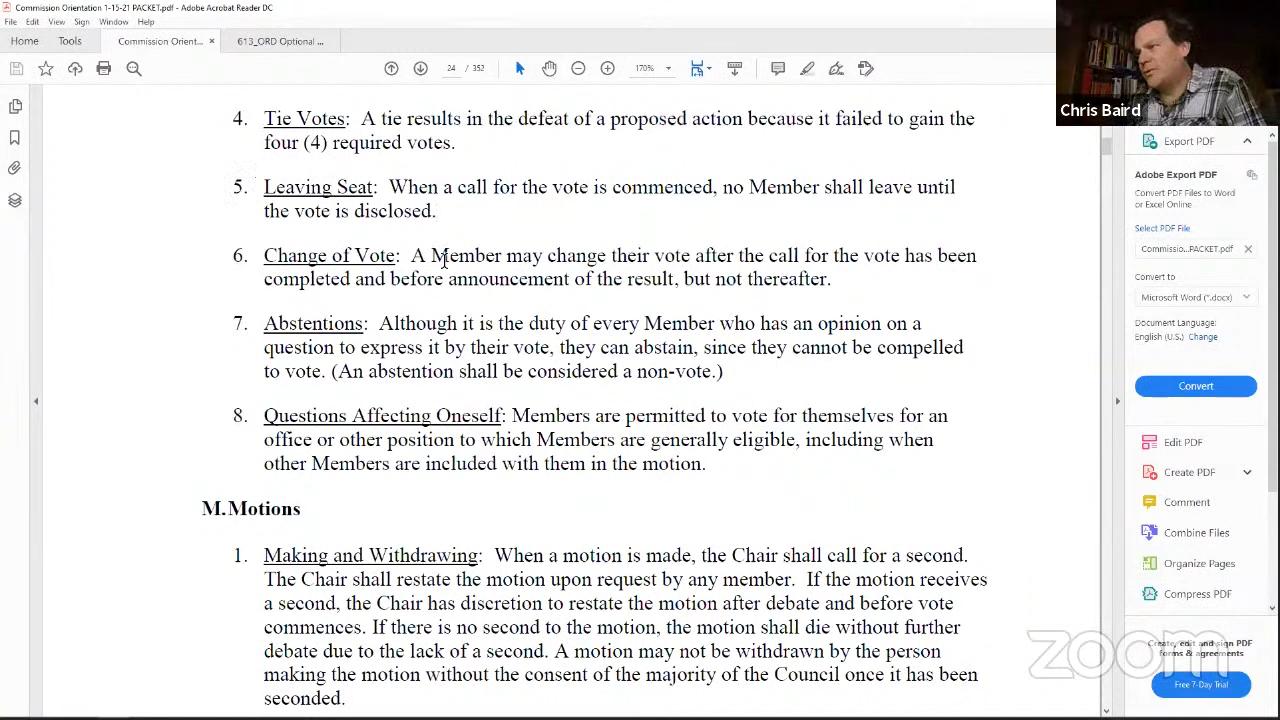 Commission Orientation 1-15-21 PACKET.pdf - Adobe Acrobat Reader DC
File Edit View Sign Window Help
Home Tools Commission Orient... × 613_ORD Optional ...
24 / 352 170%
Chris Baird
4. Tie Votes: A tie results in the defeat of a proposed action because it failed to gain the
four (4) required votes.
5. Leaving Seat: When a call for the vote is commenced, no Member shall leave until
the vote is disclosed.
6. Change of Vote: A Member may change their vote after the call for the vote has been
completed and before announcement of the result, but not thereafter.
7. Abstentions: Although it is the duty of every Member who has an opinion on a
question to express it by their vote, they can abstain, since they cannot be compelled
to vote. (An abstention shall be considered a non-vote.)
8. Questions Affecting Oneself: Members are permitted to vote for themselves for an
office or other position to which Members are generally eligible, including when
other Members are included with them in the motion.
M.Motions
1. Making and Withdrawing: When a motion is made, the Chair shall call for a second.
The Chair shall restate the motion upon request by any member. If the motion receives
a second, the Chair has discretion to restate the motion after debate and before vote
commences. If there is no second to the motion, the motion shall die without further
debate due to the lack of a second. A motion may not be withdrawn by the person
making the motion without the consent of the majority of the Council once it has been
seconded.
Export PDF
Adobe Export PDF
Convert PDF Files to Word
or Excel Online
Select PDF File
Commissio...PACKET.pdf ×
Convert to
Microsoft Word (*.docx)
Document Language:
English (U.S.) Change
Convert
Edit PDF
Create PDF
Comment
Combine Files
Organize Pages
Compress PDF
Create, edit and sign PDF
forms & agreements
Free 7-Day Trial
zoom